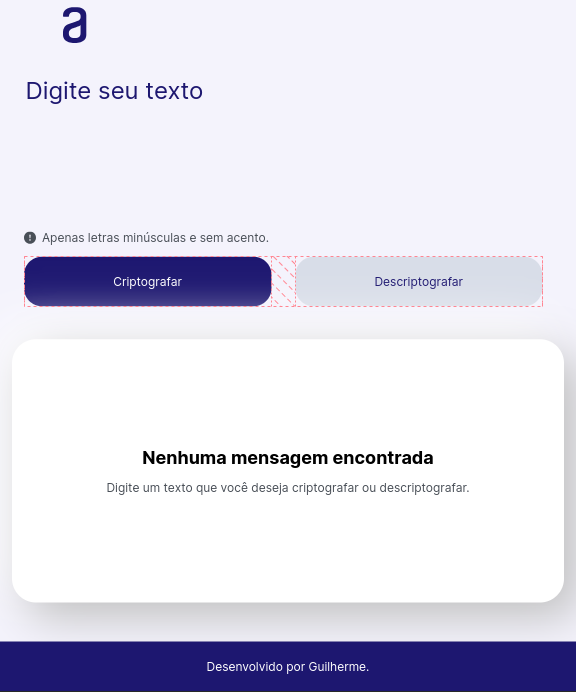 a
Digite seu texto
Apenas letras minúsculas e sem acento.
Criptografar
Descriptografar
Nenhuma mensagem encontrada
Digite um texto que você deseja criptografar ou descriptografar.
Desenvolvido por Guilherme.